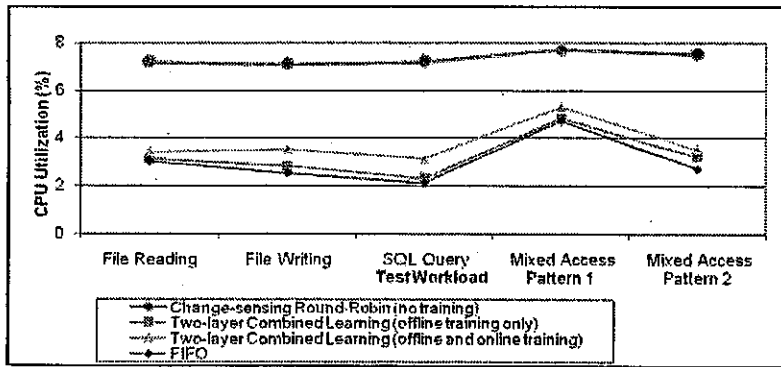 8
6
4
2
0
CPU Utilization (%)
File Reading
File Writing
SQL Query
Mixed Access
Pattern 1
Mixed Access
Pattern 2
Test Workload
Change-sensing Round-Robin (no training)
Two-layer Combined Learning (offline training only)
Two-layer Combined Learning (offline and online training)
FIFO